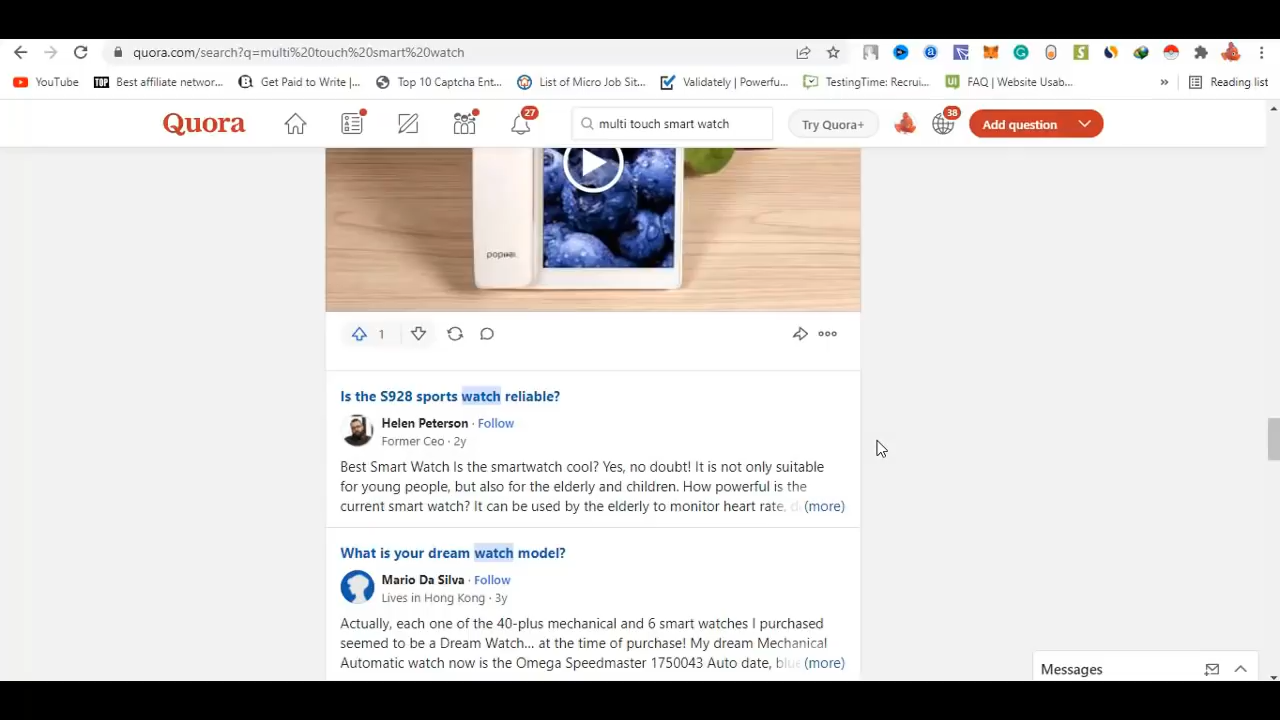 quora.com/search?q=multi%20touch%20smart%20watch
YouTube
TOP Best affiliate networ...
Get Paid to Write |...
Top 10 Captcha Ent...
List of Micro Job Sit...
Validately | Powerfu...
TestingTime: Recrui...
UI FAQ | Website Usab...
»
Reading list
Quora
27
multi touch smart watch
Try Quora+
38
Add question
1
Is the S928 sports watch reliable?
Helen Peterson · Follow
Former Ceo · 2y
Best Smart Watch Is the smartwatch cool? Yes, no doubt! It is not only suitable
for young people, but also for the elderly and children. How powerful is the
current smart watch? It can be used by the elderly to monitor heart rate, (more)
What is your dream watch model?
Mario Da Silva · Follow
Lives in Hong Kong · 3y
Actually, each one of the 40-plus mechanical and 6 smart watches I purchased
seemed to be a Dream Watch... at the time of purchase! My dream Mechanical
Automatic watch now is the Omega Speedmaster 1750043 Auto date, blu (more)
Messages